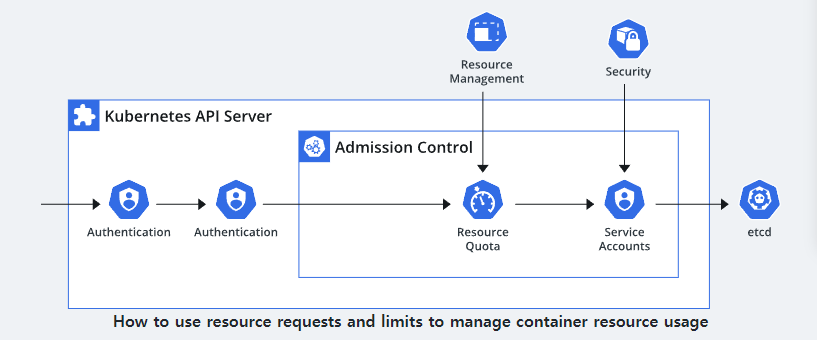 Resource
Management
Security
Kubernetes API Server
Admission Control
Authentication
Authentication
Resource
Quota
Service
Accounts
etcd
How to use resource requests and limits to manage container resource usage